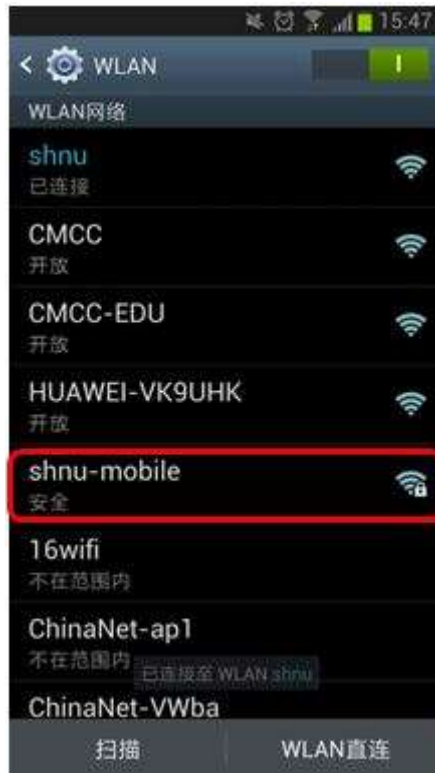 15:47
WLAN
WLAN网络
shnu
已连接
CMCC
开放
CMCC-EDU
开放
HUAWEI-VK9UHK
开放
shnu-mobile
安全
16wifi
不在范围内
ChinaNet-ap1
不在范围内
已连接至 WLAN shnu
ChinaNet-VWba
扫描 WLAN直连